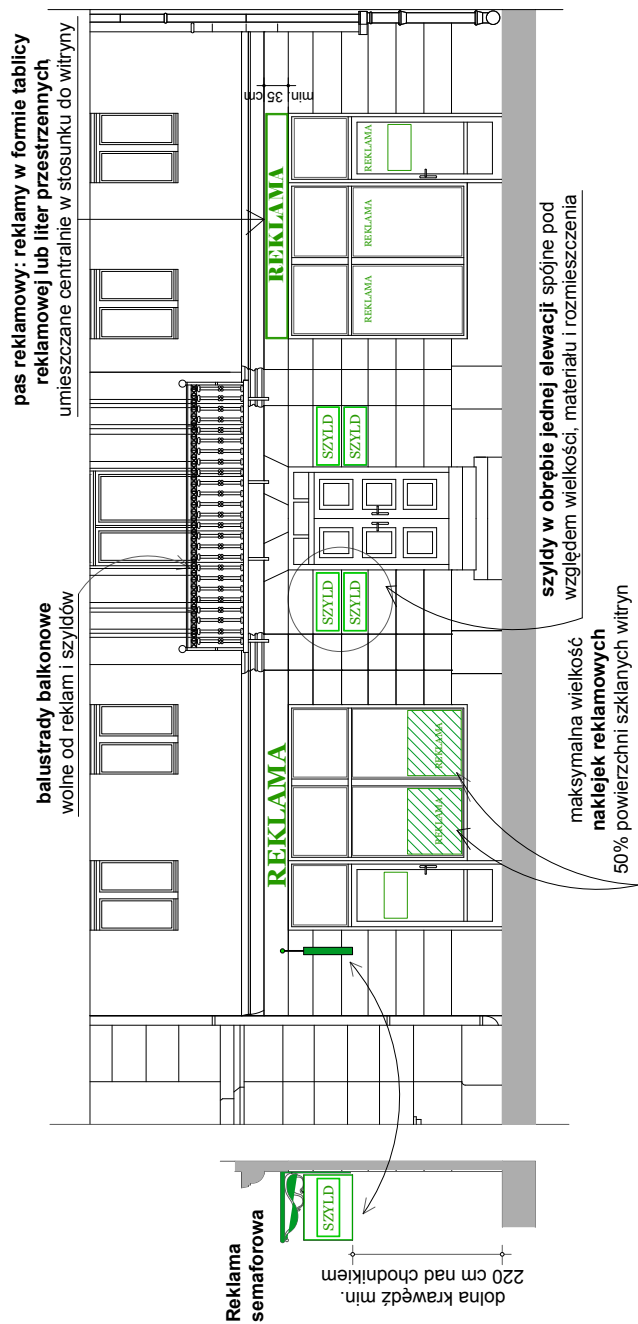 Reklama
semaforowa
SZYLD
dolna krawędź min.
220 cm nad chodnikiem
balustrady balkonowe
wolne od reklam i szyldów
REKLAMA
REKLAMA
REKLAMA
maksymalna wielkość
naklejek reklamowych
50% powierzchni szklanych witryn
SZYLD
SZYLD
SZYLD
SZYLD
szyldy w obrębie jednej elewacji spójne pod
względem wielkości, materiału i rozmieszczenia
pas reklamowy: reklamy w formie tablicy
reklamowej lub liter przestrzennych,
umieszczane centralnie w stosunku do witryny
REKLAMA
min. 35 cm
REKLAMA
REKLAMA
REKLAMA